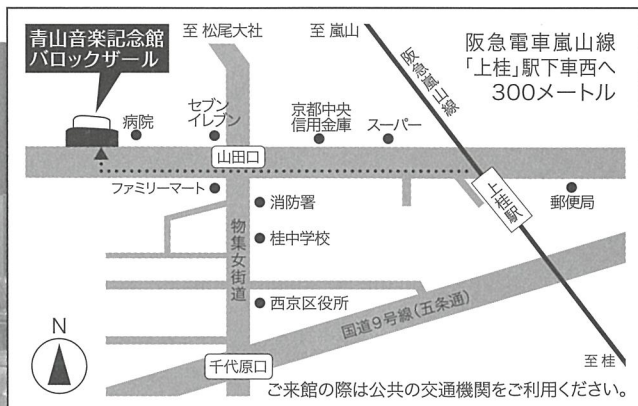 青山音楽記念館
バロックザール
至 松尾大社
至 嵐山
阪急嵐山線
阪急電車嵐山線
「上桂」駅下車西へ
300メートル
病院
セブン
イレブン
京都中央
信用金庫
スーパー
山田口
ファミリーマート
消防署
上桂駅
郵便局
物集女街道
桂中学校
西京区役所
国道9号線(五条通)
千代原口
至 桂
N
ご来館の際は公共の交通機関をご利用ください。